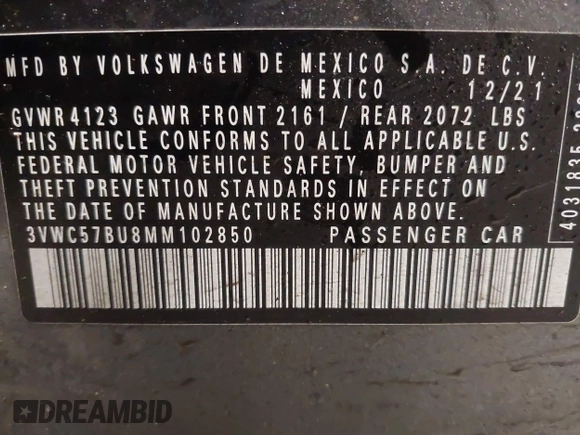 MFD BY VOLKSWAGEN DE MEXICO S.A. DE C.V.
MEXICO 12/21
GVWR 4123 GAWR FRONT 2161 / REAR 2072 LBS
THIS VEHICLE CONFORMS TO ALL APPLICABLE U.S.
FEDERAL MOTOR VEHICLE SAFETY, BUMPER AND
THEFT PREVENTION STANDARDS IN EFFECT ON
THE DATE OF MANUFACTURE SHOWN ABOVE.
3VWC57BU8MM102850 PASSENGER CAR
4031835
DREAMBID